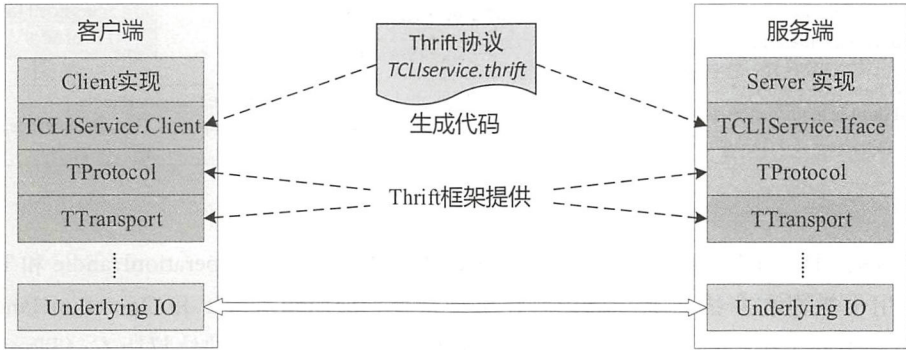 客户端
Client实现
TCLIService.Client
TProtocol
TTransport
Underlying IO
Thrift协议
TCLIservice.thrift
生成代码
Thrift框架提供
服务端
Server 实现
TCLIService.Iface
TProtocol
TTransport
Underlying IO